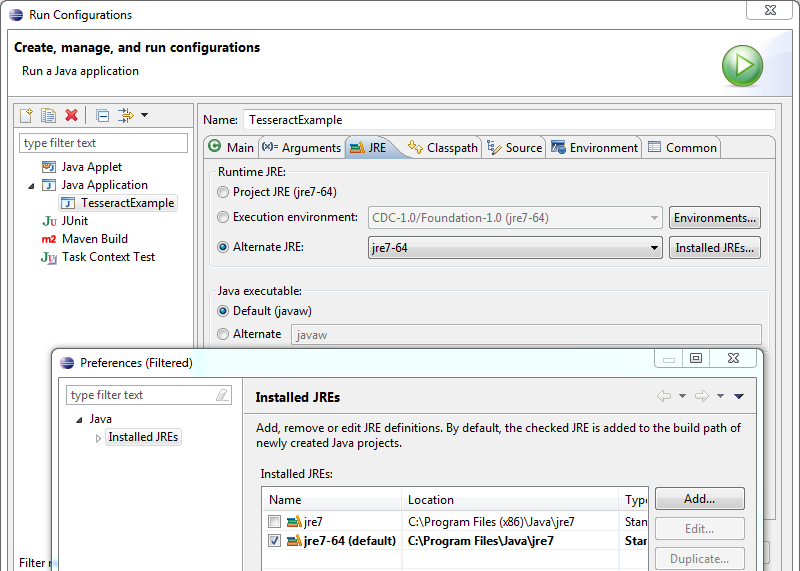 Run Configurations
Create, manage, and run configurations
Run a Java application
type filter text
Java Applet
Java Application
TesseractExample
JUnit
Maven Build
Task Context Test
Name: TesseractExample
Main (x)= Arguments JRE Classpath Source Environment Common
Runtime JRE:
Project JRE (jre7-64)
Execution environment: CDC-1.0/Foundation-1.0 (jre7-64) Environments...
Alternate JRE: jre7-64 Installed JREs...
Java executable:
Default (javaw)
Alternate javaw
Preferences (Filtered)
type filter text
Java
Installed JREs
Installed JREs
Add, remove or edit JRE definitions. By default, the checked JRE is added to the build path of
newly created Java projects.
Installed JREs:
Name Location Type
jre7 C:\Program Files (x86)\Java\jre7 Stan
jre7-64 (default) C:\Program Files\Java\jre7 Stan
Add...
Edit...
Duplicate...
Filter